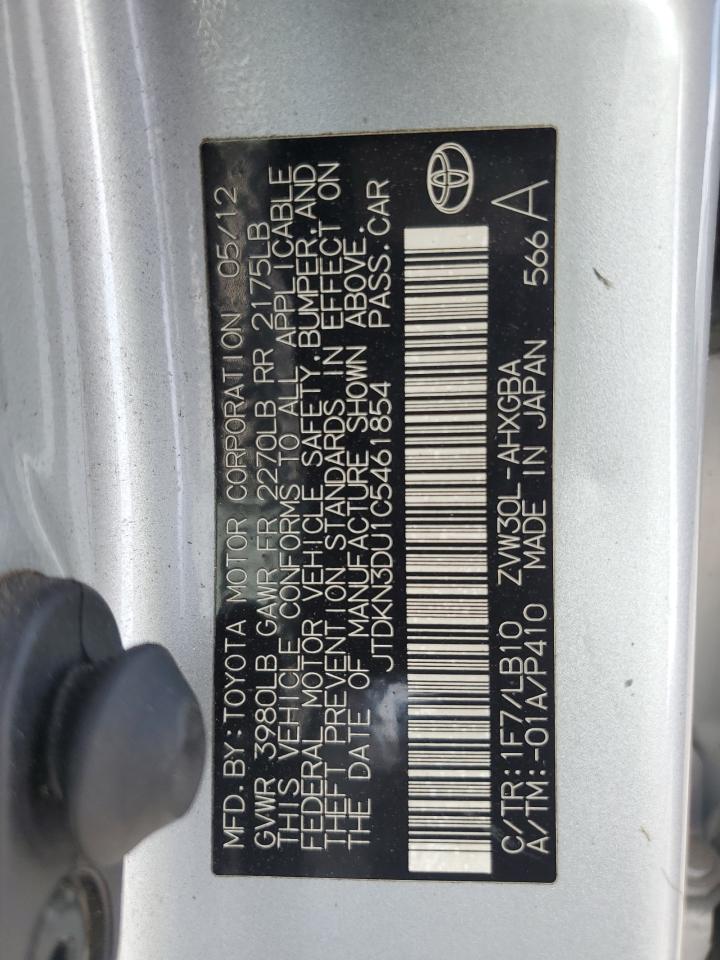 MFD. BY: TOYOTA MOTOR CORPORATION 05/12
GVWR 3980LB GAWR FR 2270LB RR 2175LB
THIS VEHICLE CONFORMS TO ALL APPLICABLE
FEDERAL MOTOR VEHICLE SAFETY, BUMPER, AND
THEFT PREVENTION STANDARDS IN EFFECT ON
THE DATE OF MANUFACTURE SHOWN ABOVE.
JTDKN3DU1C5461854 PASS. CAR
C/TR: 1F7/LB10 ZVW30L-AHXGBA
A/TM: -01A/P410 MADE IN JAPAN 566 A